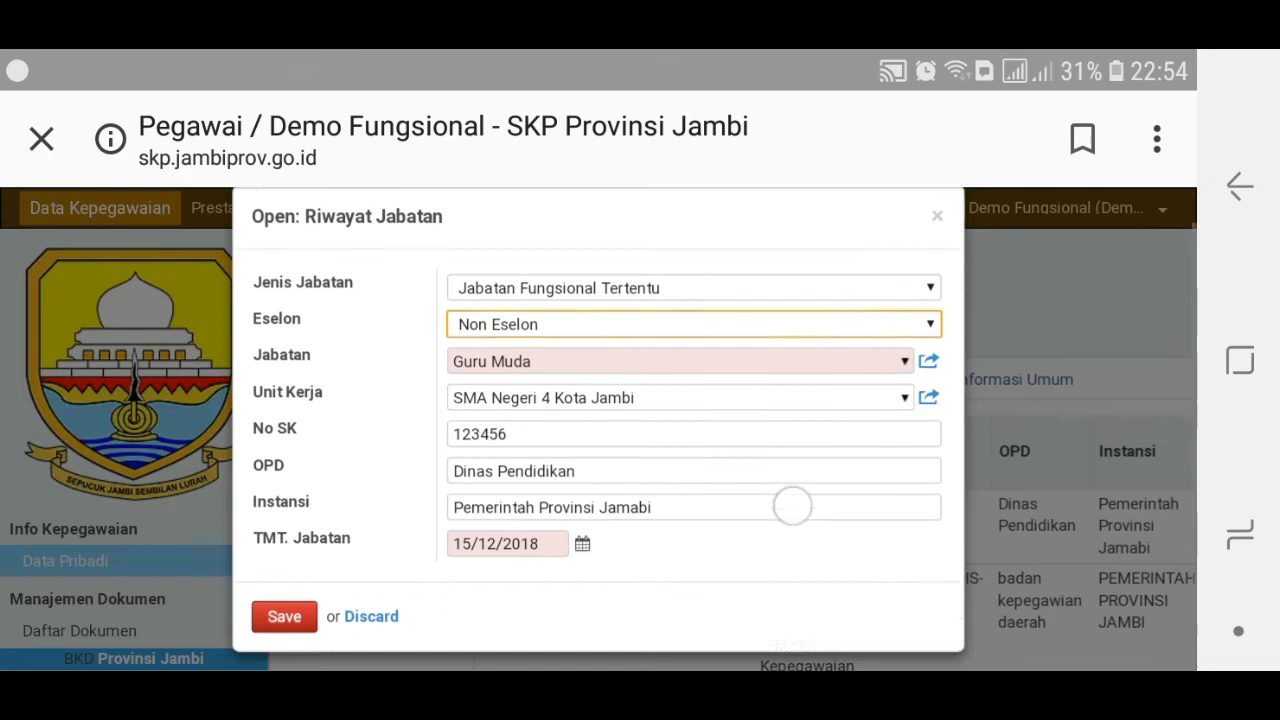 31% 22:54
Pegawai / Demo Fungsional - SKP Provinsi Jambi
skp.jambiprov.go.id
Data Kepegawaian Presta
Demo Fungsional (Dem...
Open: Riwayat Jabatan
×
Jenis Jabatan Jabatan Fungsional Tertentu
Eselon Non Eselon
Jabatan Guru Muda
Unit Kerja SMA Negeri 4 Kota Jambi
No SK 123456
OPD Dinas Pendidikan
Instansi Pemerintah Provinsi Jamabi
TMT. Jabatan 15/12/2018
Save or Discard
SEPUCUK JAMBI SEMBILAN LURAH
Info Kepegawaian
Data Pribadi
Manajemen Dokumen
Daftar Dokumen
BKD Provinsi Jambi
nformasi Umum
OPD Instansi
Dinas Pemerintah
Pendidikan Provinsi
Jamabi
IS- badan PEMERINTAH
kepegawian PROVINSI
daerah JAMBI
Kepegawaian